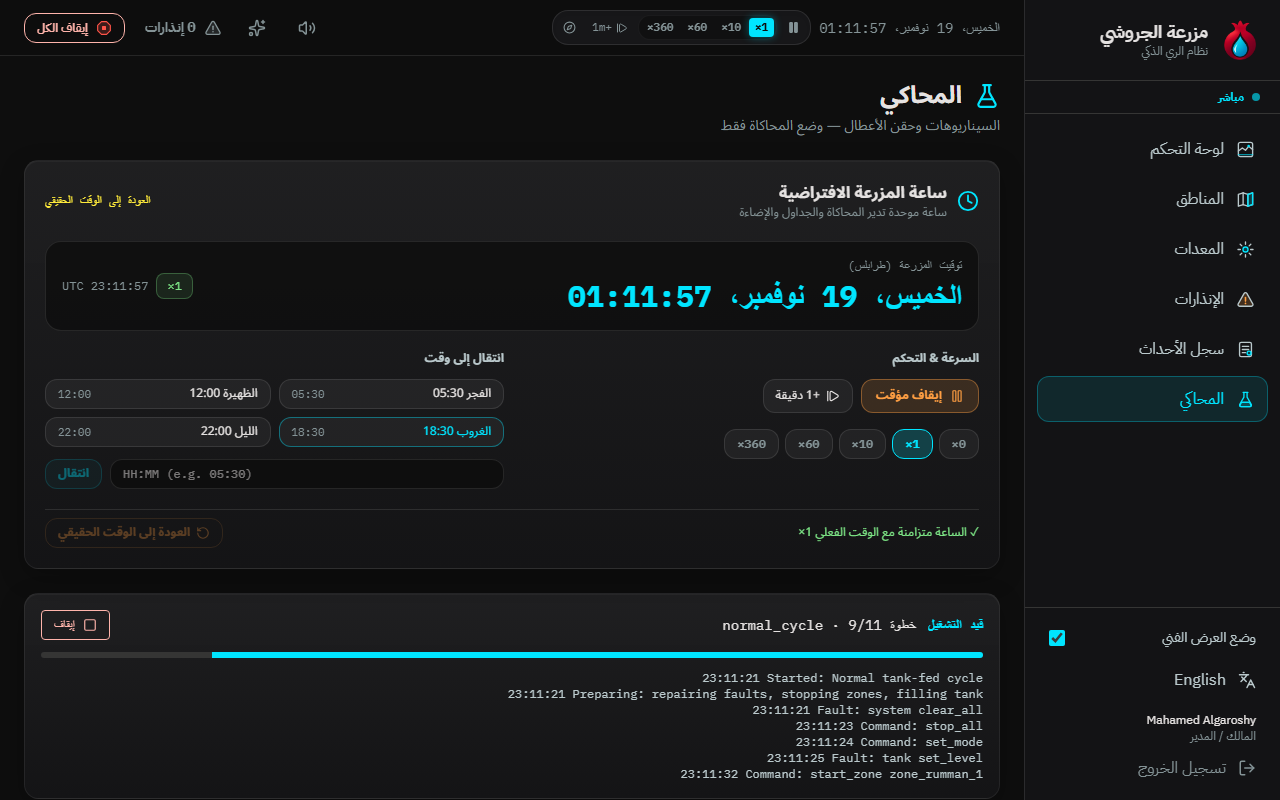 مزرعة الجروشي
نظام الري الذكي
مباشر
لوحة التحكم
المناطق
المعدات
الإنذارات
سجل الأحداث
المحاكي
وضع العرض الفني
English
Mahamed Algaroshy
المالك / المدير
تسجيل الخروج
الخميس، 19 نوفمبر، 01:11:57
×1 ×10 ×60 ×360 +1m
0 إنذارات
إيقاف الكل
المحاكي
السيناريوهات وحقن الأعطال — وضع المحاكاة فقط
ساعة المزرعة الافتراضية
ساعة موحدة تدير المحاكاة والجداول والإضاءة
العودة إلى الوقت الحقيقي
توقيت المزرعة (طرابلس)
الخميس، 19 نوفمبر، 01:11:57
×1
UTC 23:11:57
السرعة & التحكم
إيقاف مؤقت
+1 دقيقة
×0 ×1 ×10 ×60 ×360
انتقال إلى وقت
الفجر 05:30 05:30
الظهيرة 12:00 12:00
الغروب 18:30 18:30
الليل 22:00 22:00
HH:MM (e.g. 05:30)
انتقال
✓ الساعة متزامنة مع الوقت الفعلي 1×
العودة إلى الوقت الحقيقي
قيد التشغيل خطوة 9/11 · normal_cycle
إيقاف
23:11:21 Started: Normal tank-fed cycle
23:11:21 Preparing: repairing faults, stopping zones, filling tank
23:11:21 Fault: system clear_all
23:11:23 Command: stop_all
23:11:24 Command: set_mode
23:11:25 Fault: tank set_level
23:11:32 Command: start_zone zone_rumman_1